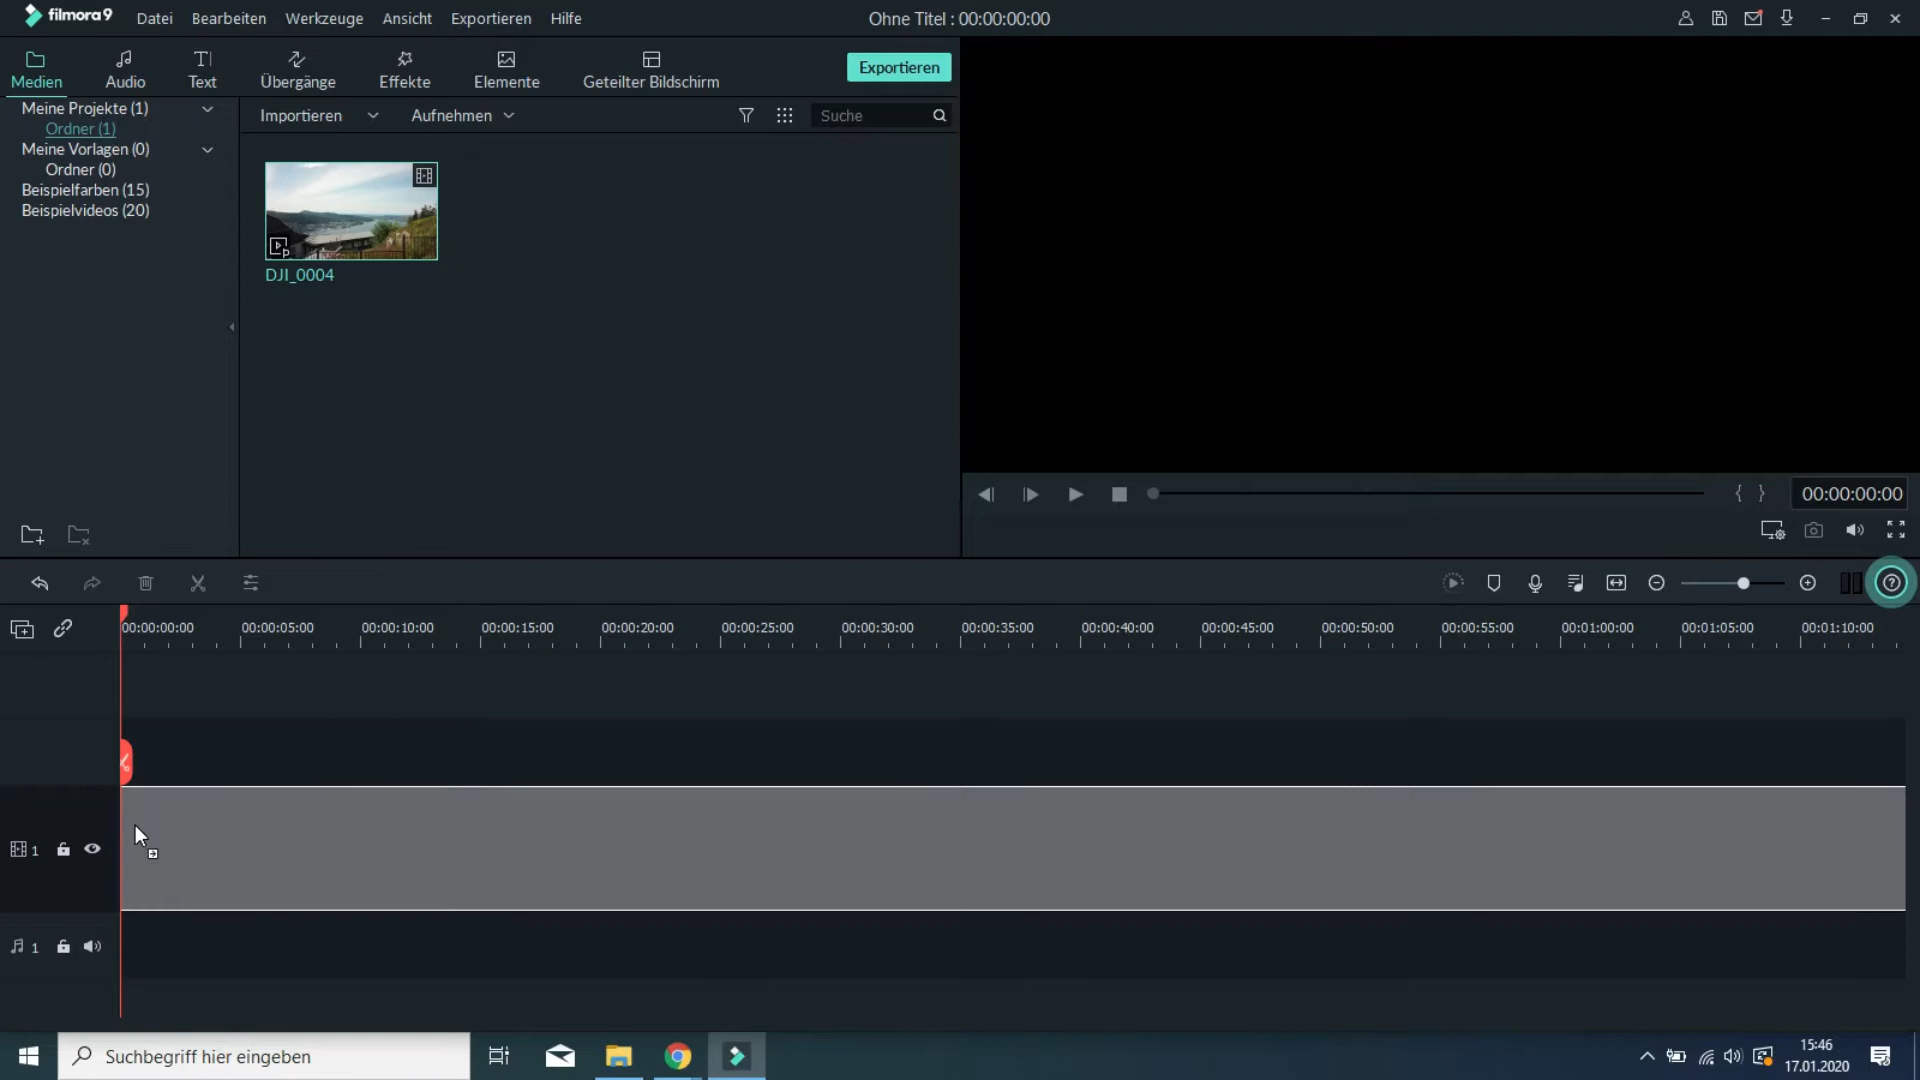 filmora9 Datei Bearbeiten Werkzeuge Ansicht Exportieren Hilfe Ohne Titel : 00:00:00:00
Medien Audio Text Übergänge Effekte Elemente Geteilter Bildschirm Exportieren
Meine Projekte (1)
Ordner (1)
Meine Vorlagen (0)
Ordner (0)
Beispielfarben (15)
Beispielvideos (20)
Importieren Aufnehmen Suche
DJI_0004
00:00:00:00
00:00:00:00 00:00:05:00 00:00:10:00 00:00:15:00 00:00:20:00 00:00:25:00 00:00:30:00 00:00:35:00 00:00:40:00 00:00:45:00 00:00:50:00 00:00:55:00 00:01:00:00 00:01:05:00 00:01:10:00
1
1
Suchbegriff hier eingeben
15:46
17.01.2020